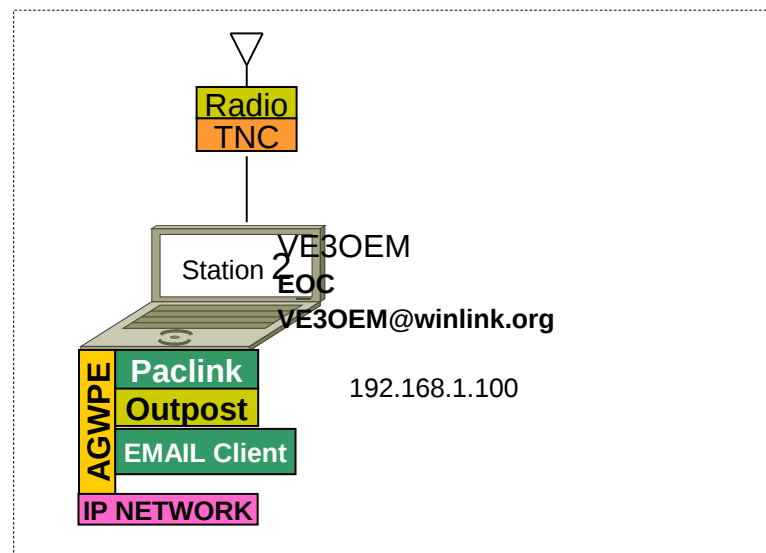 Radio
TNC
Station 2
VE3OEM
EOC
VE3OEM@winlink.org
192.168.1.100
AGWPE
Paclink
Outpost
EMAIL Client
IP NETWORK